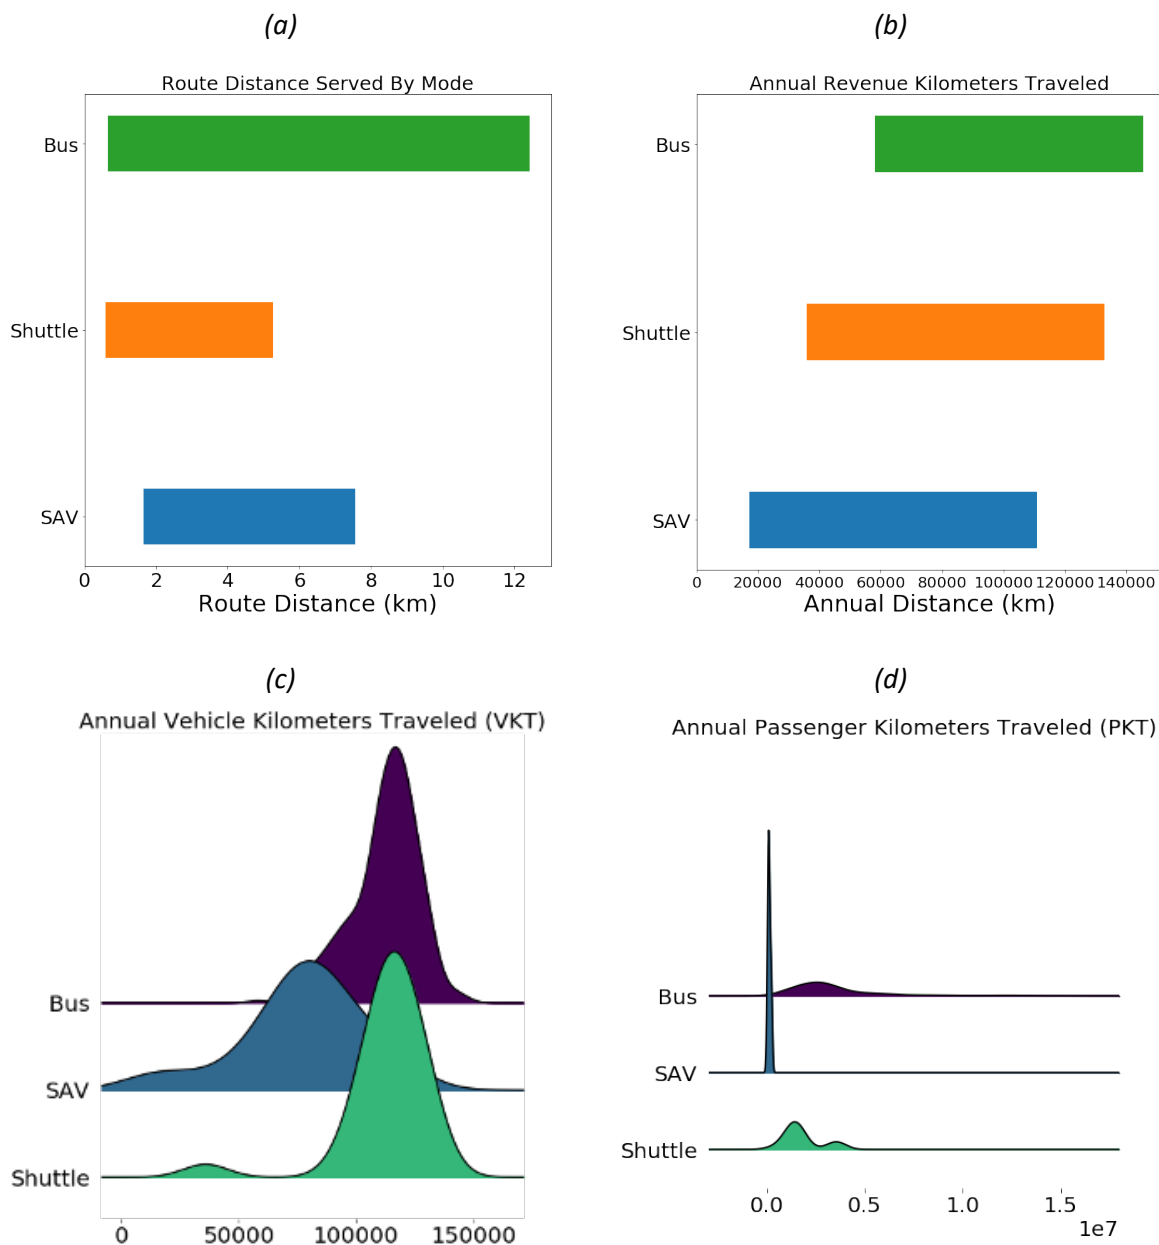 (a)
Route Distance Served By Mode
Bus
Shuttle
SAV
0 2 4 6 8 10 12
Route Distance (km)
(b)
Annual Revenue Kilometers Traveled
Bus
Shuttle
SAV
0 20000 40000 60000 80000 100000 120000 140000
Annual Distance (km)
(c)
Annual Vehicle Kilometers Traveled (VKT)
Bus
SAV
Shuttle
0 50000 100000 150000
(d)
Annual Passenger Kilometers Traveled (PKT)
Bus
SAV
Shuttle
0.0 0.5 1.0 1.5
1e7